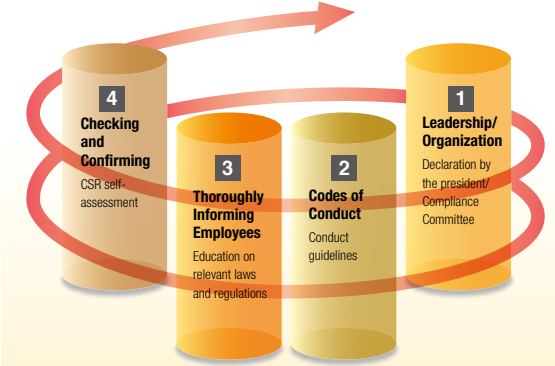 4
Checking
and
Confirming
CSR self-
assessment
3
Thoroughly
Informing
Employees
Education on
relevant laws
and regulations
2
Codes of
Conduct
Conduct
guidelines
1
Leadership/
Organization
Declaration by
the president/
Compliance
Committee